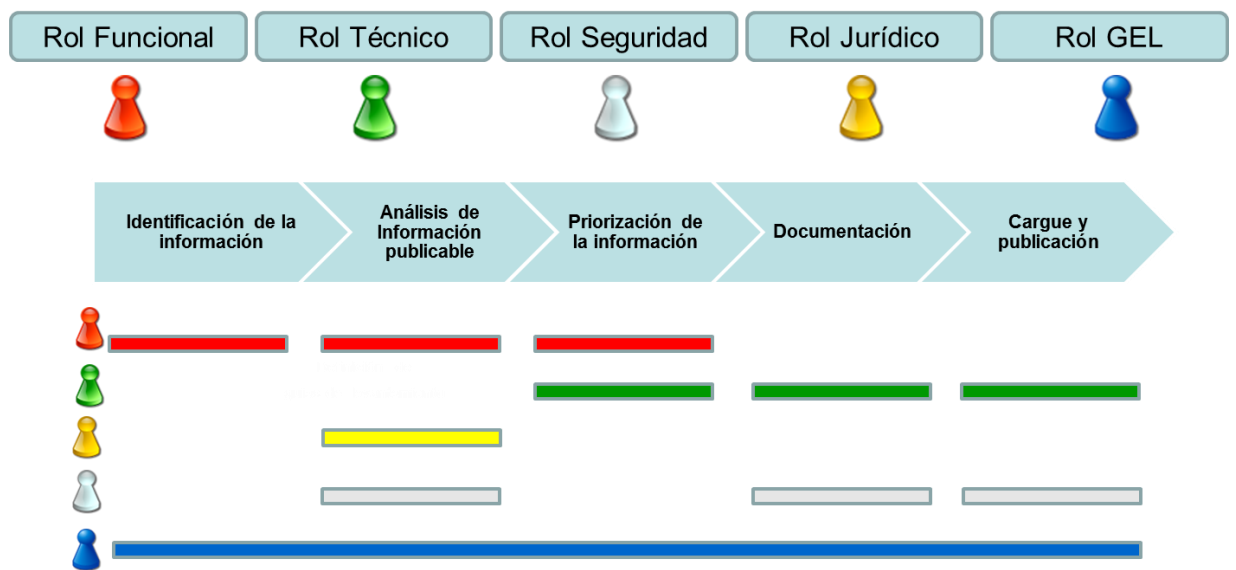 Rol Funcional
Rol Técnico
Rol Seguridad
Rol Jurídico
Rol GEL
Identificación de la
información
Análisis de
Información
publicable
Priorización de
la información
Documentación
Cargue y
publicación